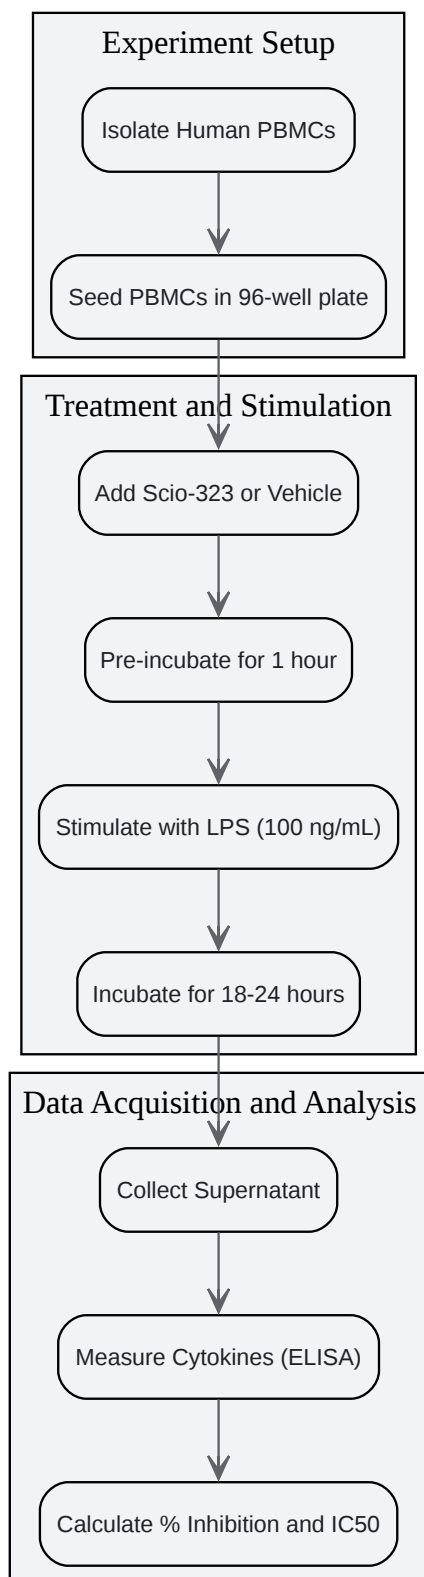 Experiment Setup
Isolate Human PBMCs
Seed PBMCs in 96-well plate
Treatment and Stimulation
Add Scio-323 or Vehicle
Pre-incubate for 1 hour
Stimulate with LPS (100 ng/mL)
Incubate for 18-24 hours
Data Acquisition and Analysis
Collect Supernatant
Measure Cytokines (ELISA)
Calculate % Inhibition and IC50